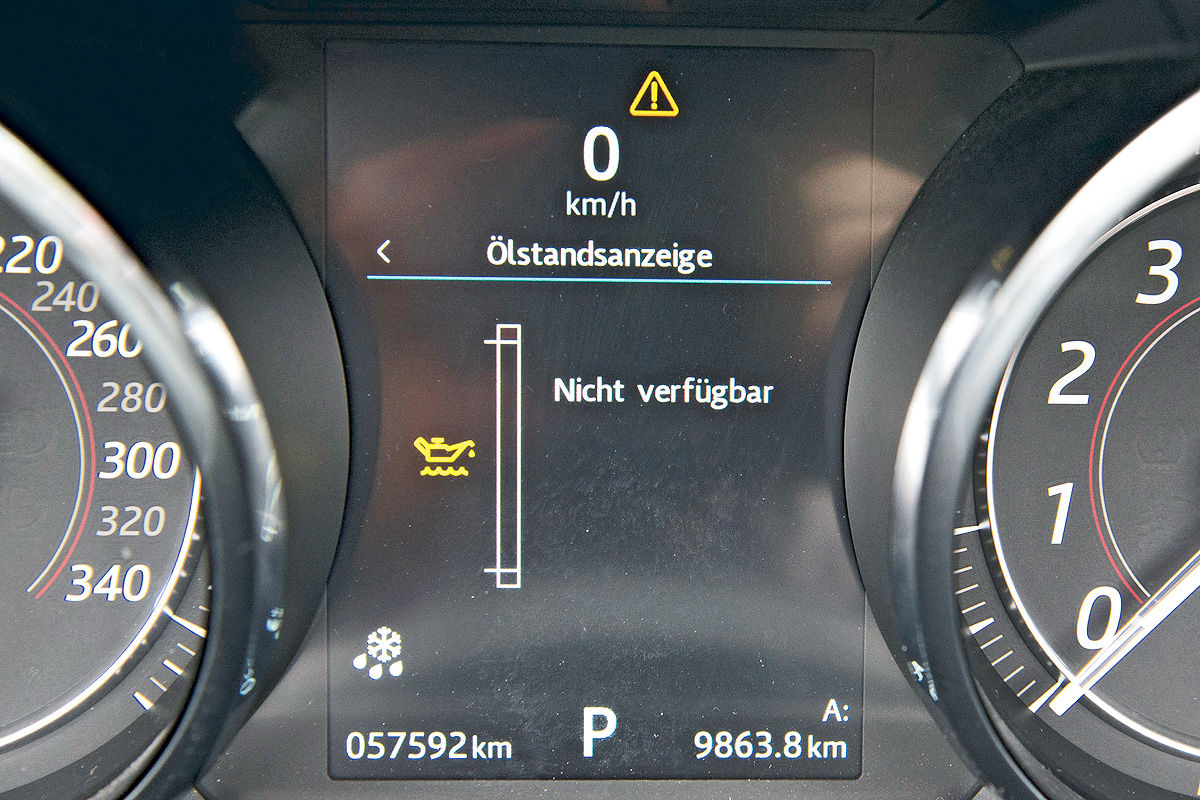 0
km/h
Ölstandsanzeige
Nicht verfügbar
220
240
260
280
300
320
340
3
2
1
0
P
A:
057592 km
9863.8 km